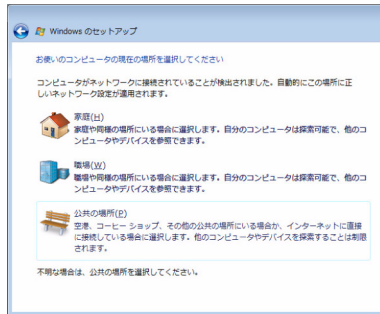 Windows のセットアップ
お使いのコンピュータの現在の場所を選択してください
コンピュータがネットワークに接続されていることが検出されました。自動的にこの場所に正
しいネットワーク設定が適用されます。
家庭(H)
家庭や同様の場所にいる場合に選択します。自分のコンピュータは探索可能で、他のコ
ンピュータやデバイスを参照できます。
職場(W)
職場や同様の場所にいる場合に選択します。自分のコンピュータは探索可能で、他のコ
ンピュータやデバイスを参照できます。
公共の場所(P)
空港、コーヒー ショップ、その他の公共の場所にいる場合か、インターネットに直接
に接続している場合に選択します。他のコンピュータやデバイスを探索することは制限
されます。
不明な場合は、公共の場所を選択してください。